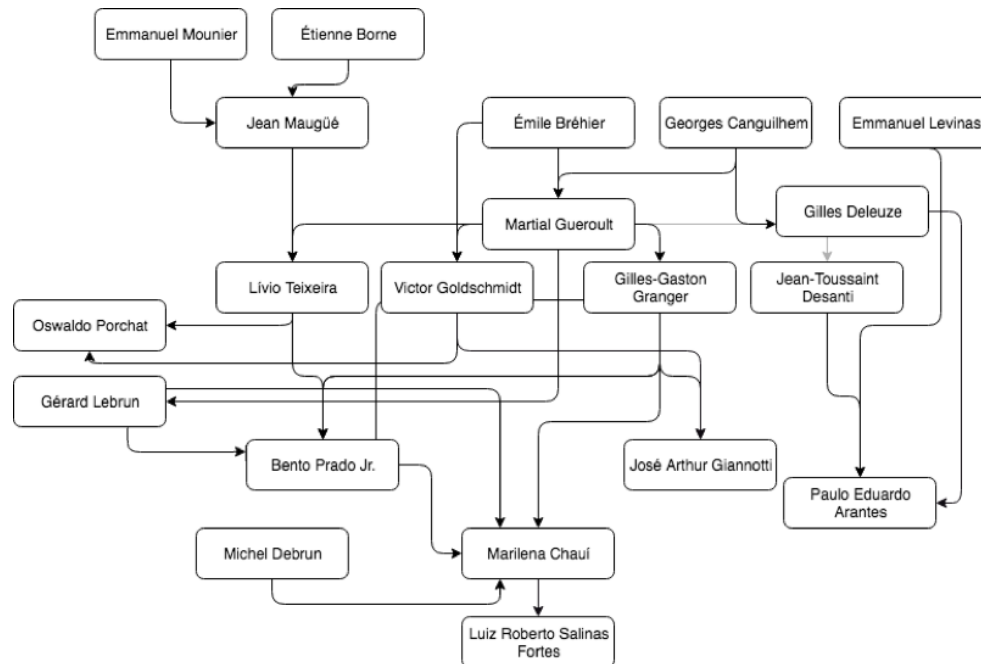 Emmanuel Mounier
Étienne Borne
Jean Maugüé
Émile Bréhier
Georges Canguilhem
Emmanuel Levinas
Martial Gueroult
Gilles Deleuze
Lívio Teixeira
Victor Goldschmidt
Gilles-Gaston
Granger
Jean-Toussaint
Desanti
Oswaldo Porchat
Gérard Lebrun
Bento Prado Jr.
José Arthur Giannotti
Paulo Eduardo
Arantes
Michel Debrun
Marilena Chauí
Luiz Roberto Salinas
Fortes